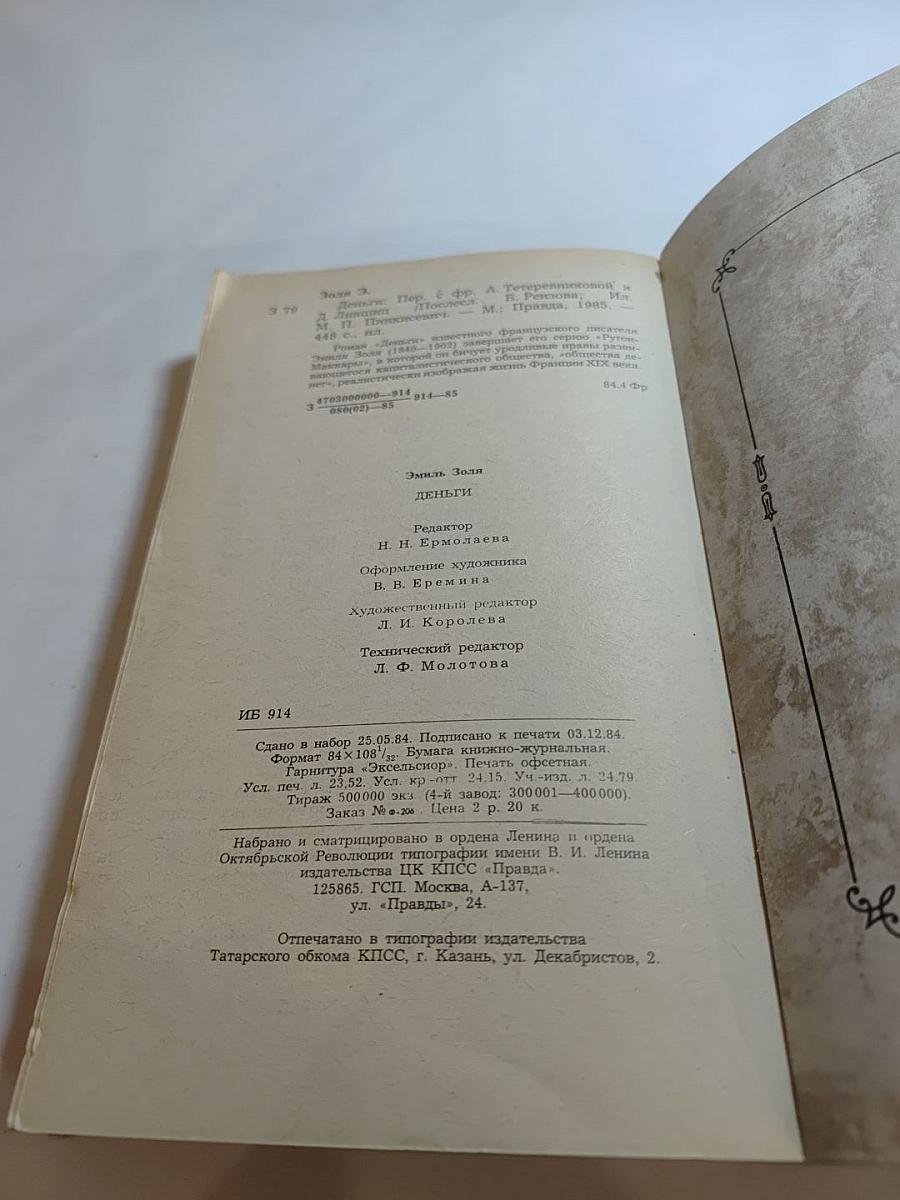 Золя Э.
З 79 Деньги: Пер. с фр. А. Тетеревниковой и
Д. Лившиц /Послесл. Б. Реизова; Ил.
М. П. Пинкисевич. — М.: Правда, 1985. —
448 с., ил.
Роман «Деньги» известного французского писателя
Эмиля Золя (1840—1902) завершает его серию «Ругон-
Маккары», в которой он бичует уродливые нравы разви-
вающегося капиталистического общества, «общества де-
нег», реалистически изображая жизнь Франции XIX века.
З 4703000000—914 914—85
080(02)—85
84.4 Фр
Эмиль Золя
ДЕНЬГИ
Редактор
Н. Н. Ермолаева
Оформление художника
В. В. Еремина
Художественный редактор
Л. И. Королева
Технический редактор
Л. Ф. Молотова
ИБ 914
Сдано в набор 25.05.84. Подписано к печати 03.12.84.
Формат 84×108 1/32. Бумага книжно-журнальная.
Гарнитура «Эксельсиор». Печать офсетная.
Усл. печ. л. 23,52. Усл. кр.-отт. 24,15. Уч.-изд. л. 24,79.
Тираж 500000 экз. (4-й завод: 300001—400000).
Заказ № Ф-206. Цена 2 р. 20 к.
Набрано и сматрицировано в ордена Ленина и ордена
Октябрьской Революции типографии имени В. И. Ленина
издательства ЦК КПСС «Правда».
125865. ГСП. Москва, А-137,
ул. «Правды», 24.
Отпечатано в типографии издательства
Татарского обкома КПСС, г. Казань, ул. Декабристов, 2.